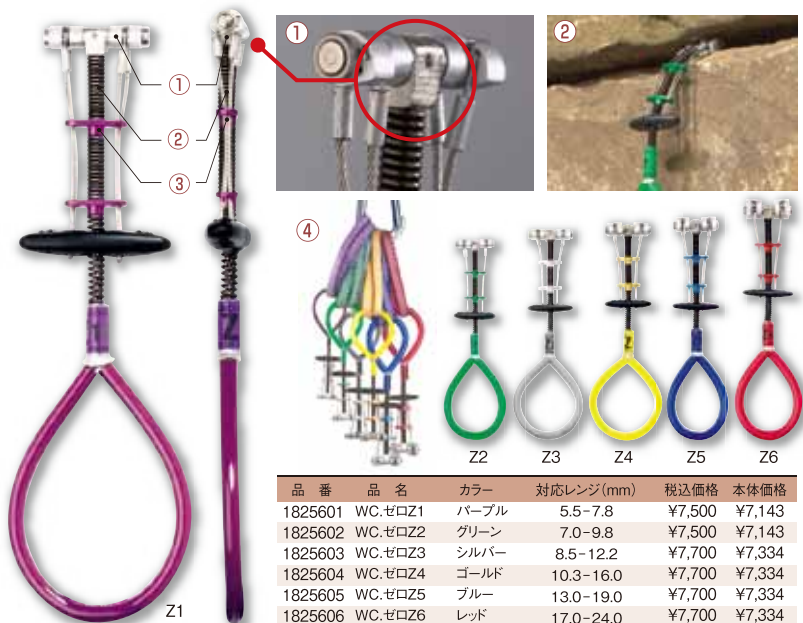 ①
②
③
Z1
①
②
④
Z2 Z3 Z4 Z5 Z6
品 番 品 名 カラー 対応レンジ(mm) 税込価格 本体価格
1825601 WC.ゼロZ1 パープル 5.5-7.8 ¥7,500 ¥7,143
1825602 WC.ゼロZ2 グリーン 7.0-9.8 ¥7,500 ¥7,143
1825603 WC.ゼロZ3 シルバー 8.5-12.2 ¥7,700 ¥7,334
1825604 WC.ゼロZ4 ゴールド 10.3-16.0 ¥7,700 ¥7,334
1825605 WC.ゼロZ5 ブルー 13.0-19.0 ¥7,700 ¥7,334
1825606 WC.ゼロZ6 レッド 17.0-24.0 ¥7,700 ¥7,334